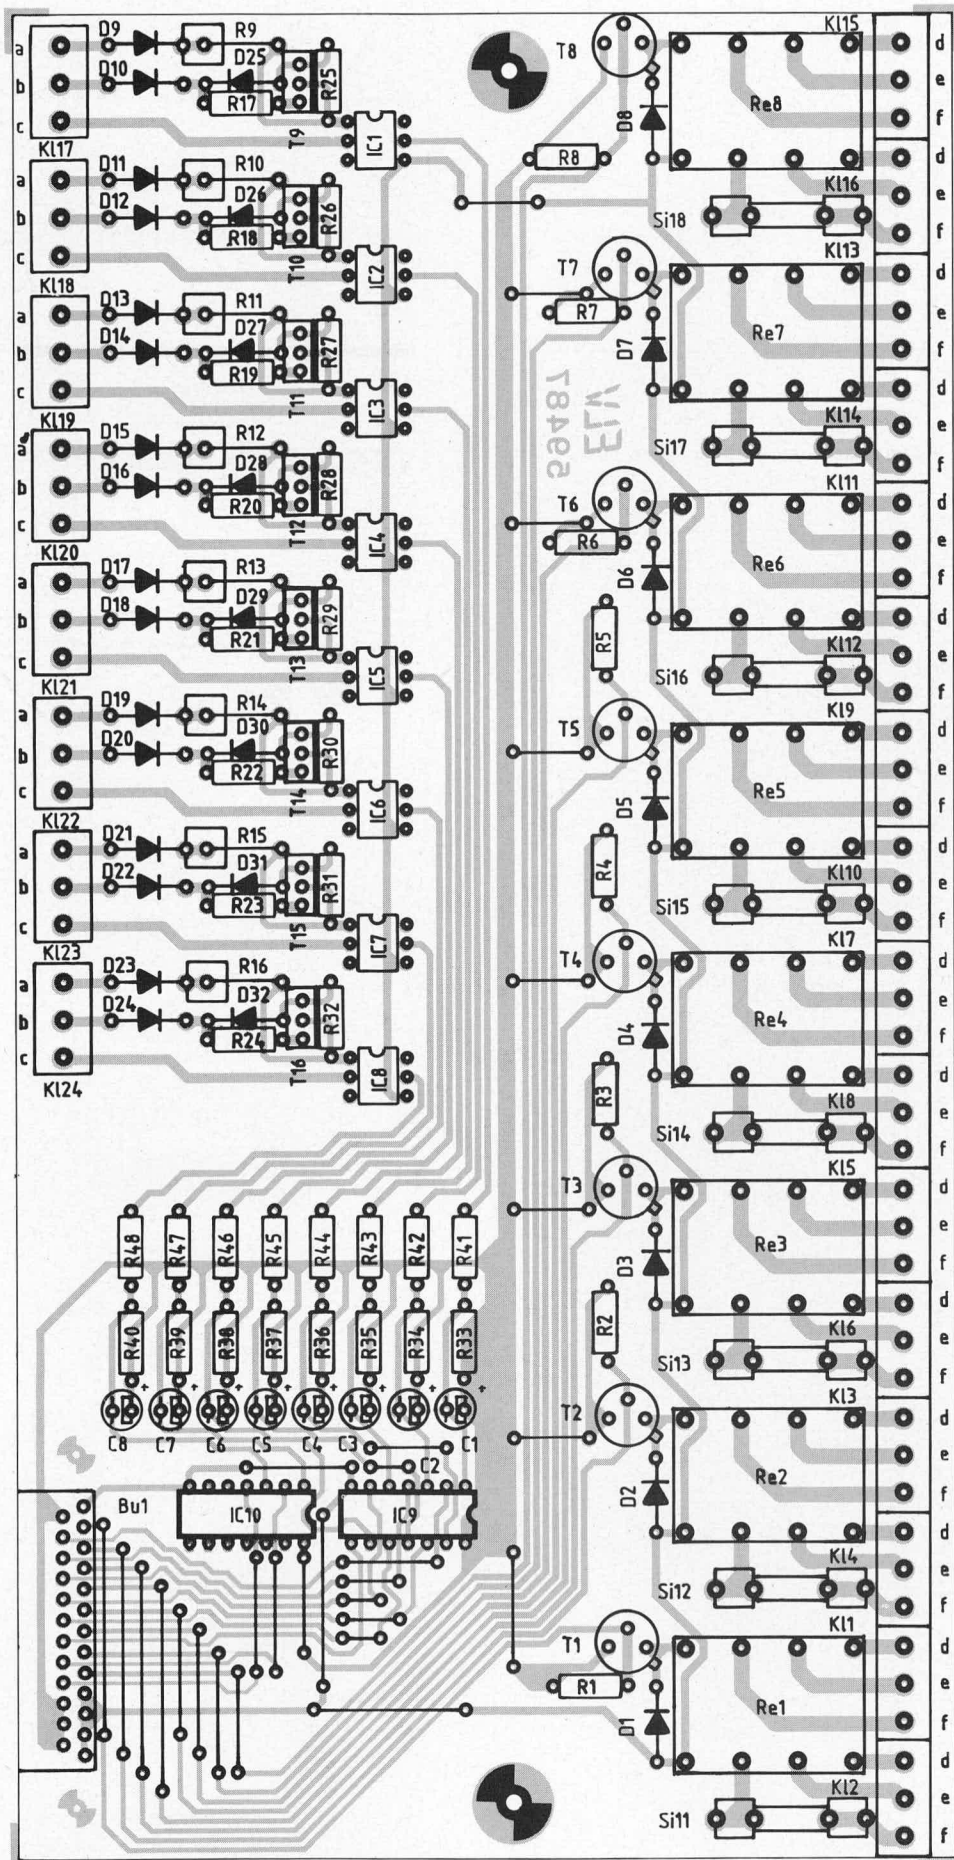 a D9 R9 T8 Kl15 d
b D10 D25 R25 D8 Re8 e
c R17 T9 IC1 R8 f
Kl17 d
a D11 R10 Kl16 e
b D12 D26 R26 Si18 f
c R18 T10 IC2 T7 Kl13 d
Kl18 R7 e
a D13 R11 D7 Re7 f
b D14 D27 R27
c R19 T11 IC3 d
Kl19 59487 Kl14 e
a D15 R12 ELV Si17 f
b D16 D28 R28 T6 Kl11 d
c R20 T12 IC4 R6 e
Kl20 D6 Re6 f
a D17 R13
b D18 D29 R29 R5 d
c R21 T13 IC5 Si16 Kl12 e
Kl21 f
a D19 R14 T5 Kl9 d
b D20 D30 R30 e
c R22 T14 IC6 D5 Re5 f
Kl22
a D21 R15 d
b D22 D31 R31 R4 Kl10 e
c R23 T15 IC7 Si15 f
Kl23 T4 Kl7 d
a D23 R16 e
b D24 D32 R32 D4 Re4 f
c R24 T16 IC8 d
Kl24 R3 Kl8 e
Si14 f
T3 Kl5 d
R48 R47 R46 R45 R44 R43 R42 R41 Re3 e
D3 f
R2 d
R40 R39 R38 R37 R36 R35 R34 R33 Kl6 e
Si13 f
T2 Kl3 d
C8 C7 C6 C5 C4 C3 C1 e
C2 Re2
Bu1 IC10 IC9 D2 f
d
Kl4 e
Si12 f
T1 Kl1 d
R1 e
D1 Re1 f
d
Kl2 e
Si11 f